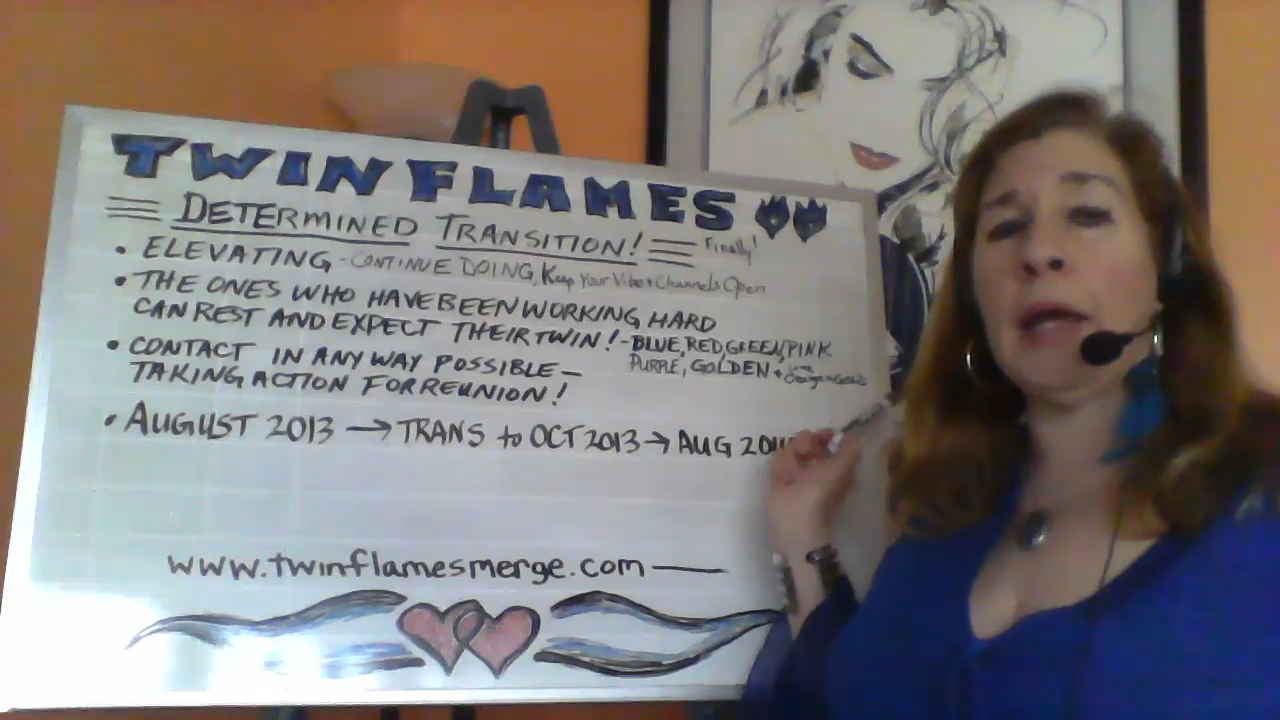 TWIN FLAMES
DETERMINED TRANSITION! Finally!
• ELEVATING - CONTINUE DOING, Keep Your Vibe + Channels Open
• THE ONES WHO HAVE BEEN WORKING HARD
CAN REST AND EXPECT THEIR TWIN! - BLUE, RED, GREEN, PINK
PURPLE, GOLDEN +
• CONTACT IN ANY WAY POSSIBLE -
TAKING ACTION FOR REUNION!
• AUGUST 2013 → TRANS to OCT 2013 → AUG
www.twinflamesmerge.com